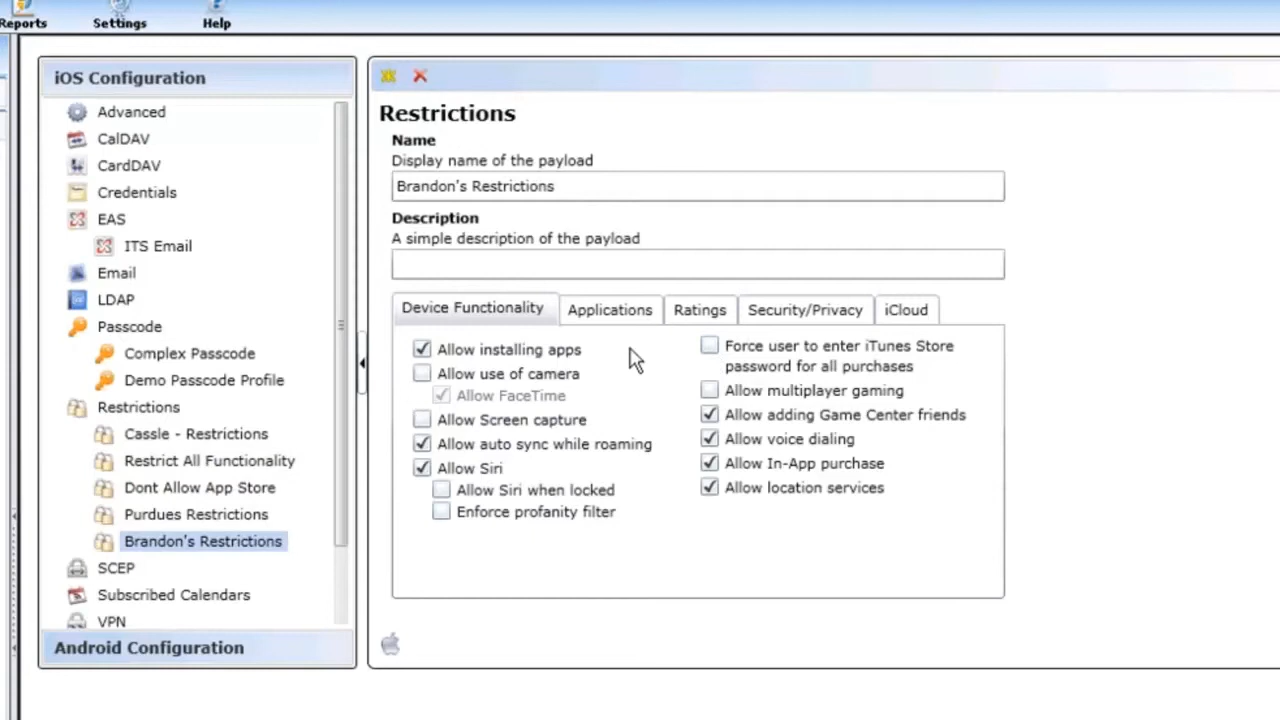 Reports Settings Help
iOS Configuration
Advanced
CalDAV
CardDAV
Credentials
EAS
ITS Email
Email
LDAP
Passcode
Complex Passcode
Demo Passcode Profile
Restrictions
Cassle - Restrictions
Restrict All Functionality
Dont Allow App Store
Purdues Restrictions
Brandon's Restrictions
SCEP
Subscribed Calendars
VPN
Android Configuration
Restrictions
Name
Display name of the payload
Brandon's Restrictions
Description
A simple description of the payload
Device Functionality Applications Ratings Security/Privacy iCloud
Allow installing apps
Allow use of camera
Allow FaceTime
Allow Screen capture
Allow auto sync while roaming
Allow Siri
Allow Siri when locked
Enforce profanity filter
Force user to enter iTunes Store
password for all purchases
Allow multiplayer gaming
Allow adding Game Center friends
Allow voice dialing
Allow In-App purchase
Allow location services